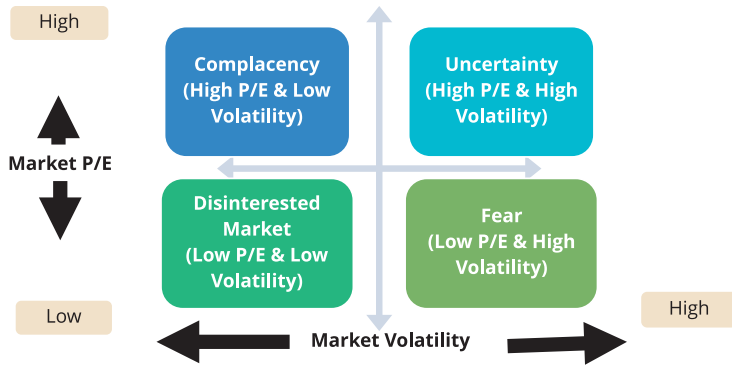 High
Complacency
(High P/E & Low
Volatility)
Uncertainty
(High P/E & High
Volatility)
Market P/E
Disinterested
Market
(Low P/E & Low
Volatility)
Fear
(Low P/E & High
Volatility)
Low
High
Market Volatility